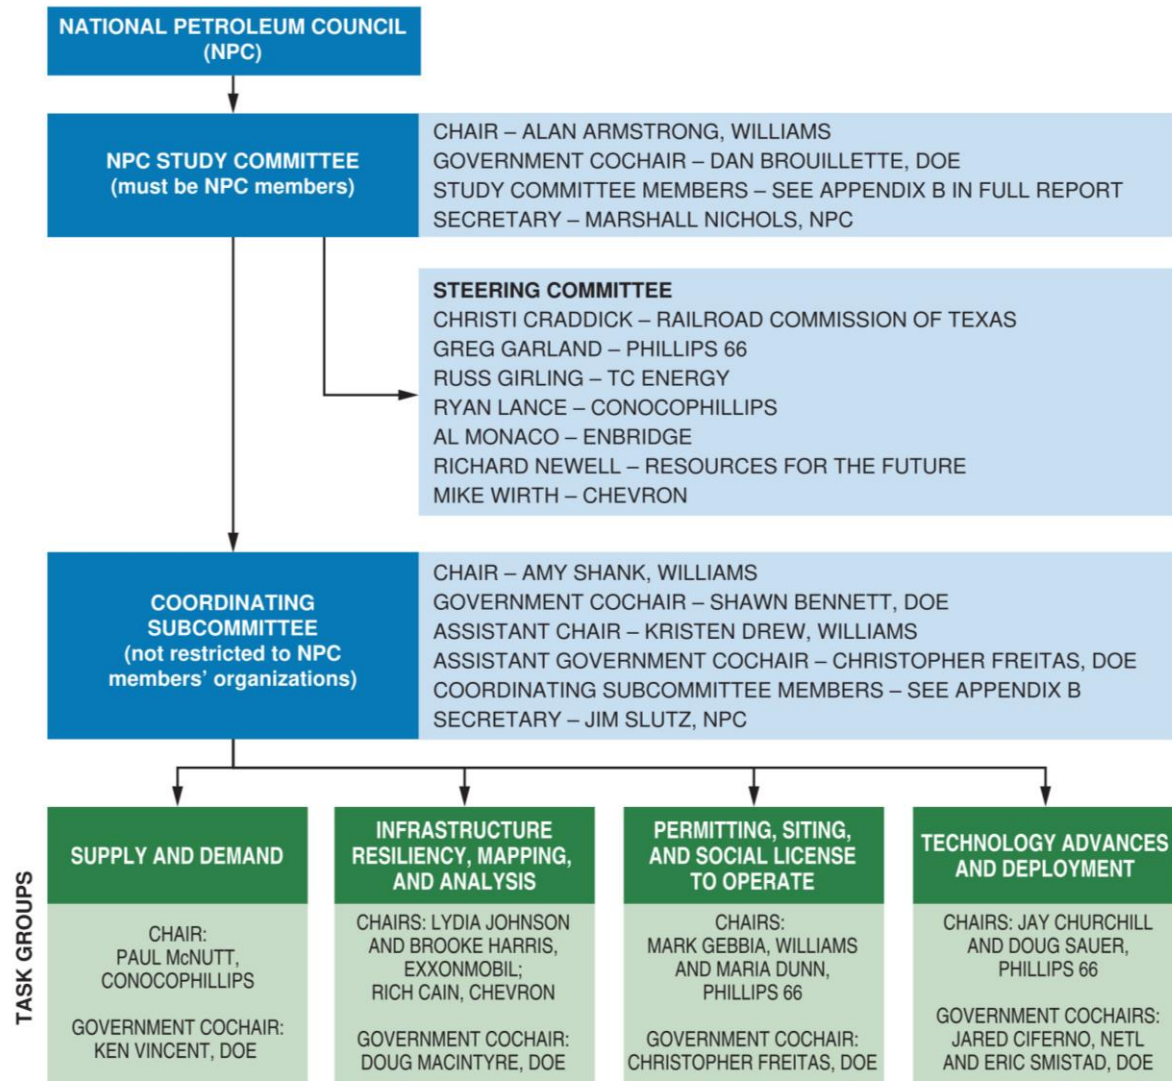 NATIONAL PETROLEUM COUNCIL
(NPC)
NPC STUDY COMMITTEE
(must be NPC members)
CHAIR – ALAN ARMSTRONG, WILLIAMS
GOVERNMENT COCHAIR – DAN BROUILLETTE, DOE
STUDY COMMITTEE MEMBERS – SEE APPENDIX B IN FULL REPORT
SECRETARY – MARSHALL NICHOLS, NPC
STEERING COMMITTEE
CHRISTI CRADDICK – RAILROAD COMMISSION OF TEXAS
GREG GARLAND – PHILLIPS 66
RUSS GIRLING – TC ENERGY
RYAN LANCE – CONOCOPHILLIPS
AL MONACO – ENBRIDGE
RICHARD NEWELL – RESOURCES FOR THE FUTURE
MIKE WIRTH – CHEVRON
COORDINATING
SUBCOMMITTEE
(not restricted to NPC
members’ organizations)
CHAIR – AMY SHANK, WILLIAMS
GOVERNMENT COCHAIR – SHAWN BENNETT, DOE
ASSISTANT CHAIR – KRISTEN DREW, WILLIAMS
ASSISTANT GOVERNMENT COCHAIR – CHRISTOPHER FREITAS, DOE
COORDINATING SUBCOMMITTEE MEMBERS – SEE APPENDIX B
SECRETARY – JIM SLUTZ, NPC
TASK GROUPS
SUPPLY AND DEMAND
CHAIR:
PAUL McNUTT,
CONOCOPHILLIPS
GOVERNMENT COCHAIR:
KEN VINCENT, DOE
INFRASTRUCTURE
RESILIENCY, MAPPING,
AND ANALYSIS
CHAIRS: LYDIA JOHNSON
AND BROOKE HARRIS,
EXXONMOBIL;
RICH CAIN, CHEVRON
GOVERNMENT COCHAIR:
DOUG MACINTYRE, DOE
PERMITTING, SITING,
AND SOCIAL LICENSE
TO OPERATE
CHAIRS:
MARK GEBBIA, WILLIAMS
AND MARIA DUNN,
PHILLIPS 66
GOVERNMENT COCHAIR:
CHRISTOPHER FREITAS, DOE
TECHNOLOGY ADVANCES
AND DEPLOYMENT
CHAIRS: JAY CHURCHILL
AND DOUG SAUER,
PHILLIPS 66
GOVERNMENT COCHAIRS:
JARED CIFERNO, NETL
AND ERIC SMISTAD, DOE